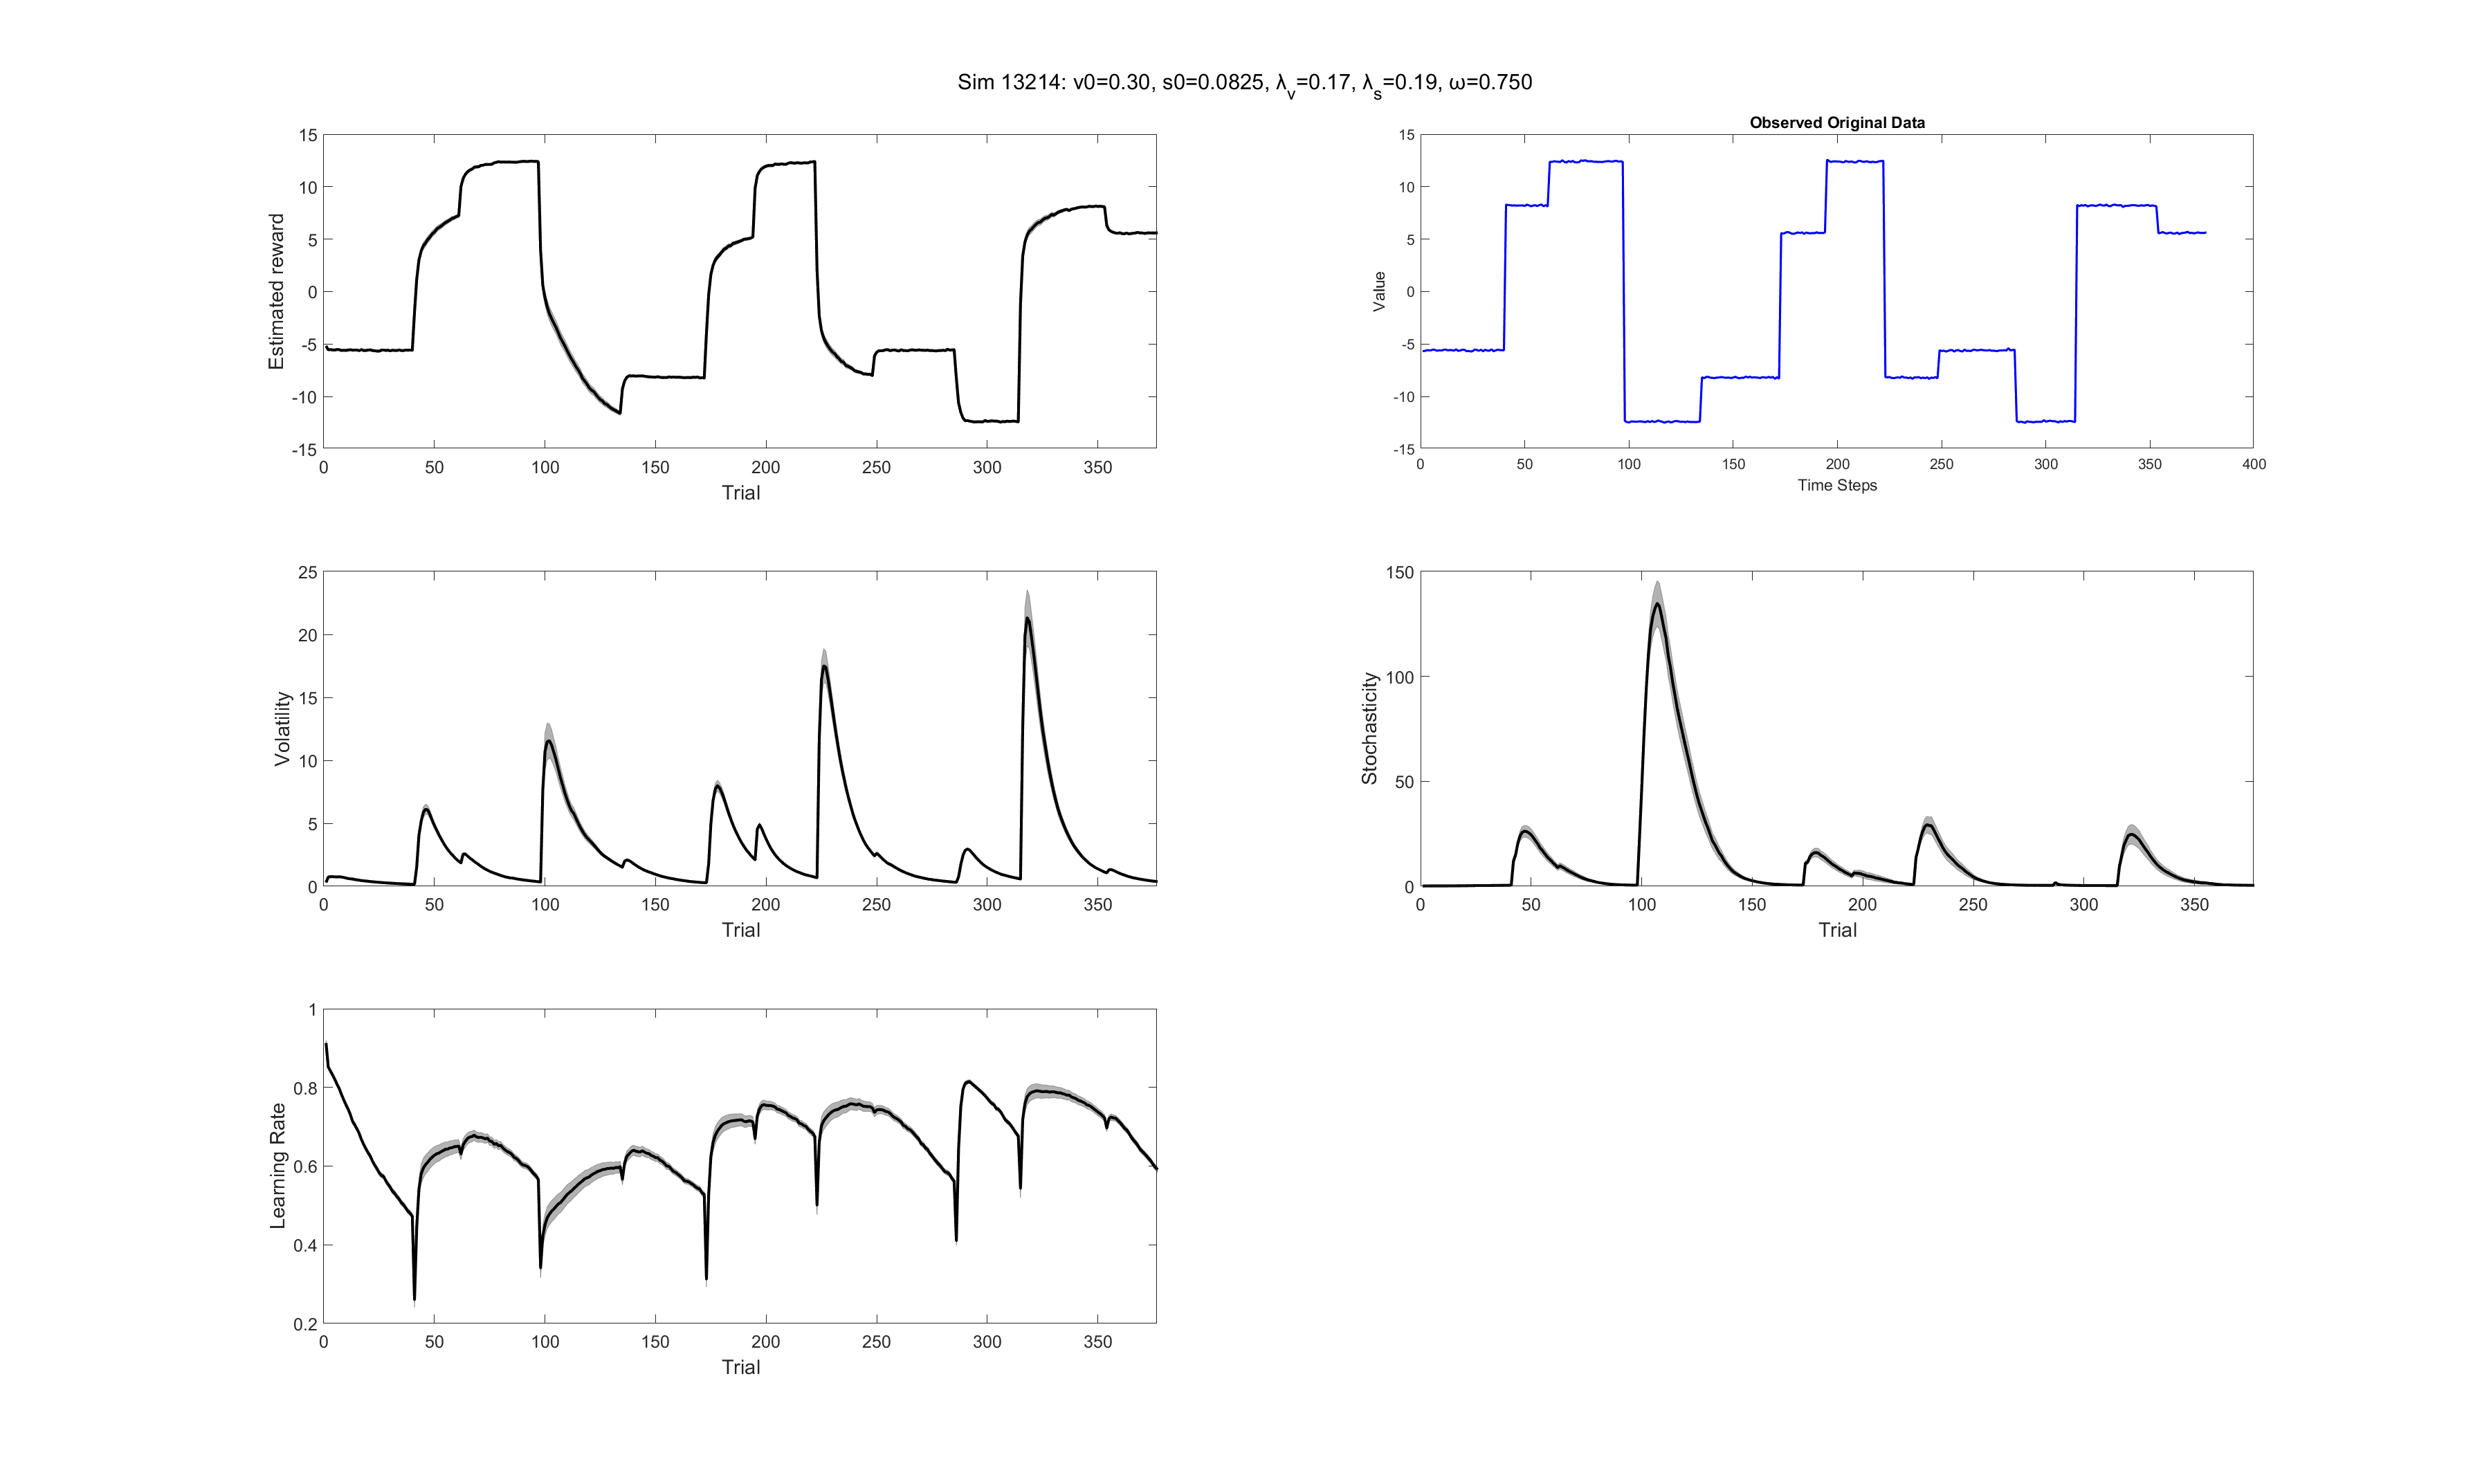 Sim 13214: v0=0.30, s0=0.0825, λv=0.17, λs=0.19, ω=0.750
15
10
5
0
-5
-10
-15
Estimated reward
0 50 100 150 200 250 300 350
Trial
Observed Original Data
15
10
5
0
-5
-10
-15
Value
0 50 100 150 200 250 300 350 400
Time Steps
25
20
15
10
5
0
Volatility
0 50 100 150 200 250 300 350
Trial
150
100
50
0
Stochasticity
0 50 100 150 200 250 300 350
Trial
1
0.8
0.6
0.4
0.2
Learning Rate
0 50 100 150 200 250 300 350
Trial